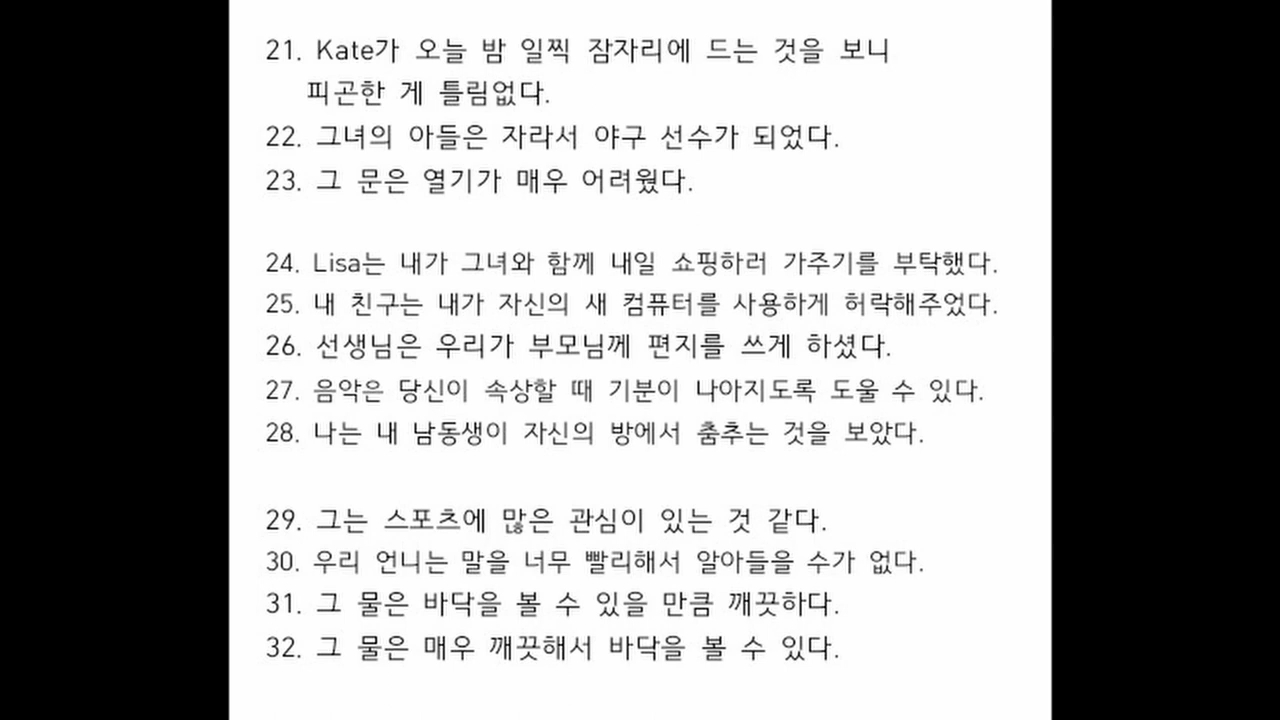 21. Kate가 오늘 밤 일찍 잠자리에 드는 것을 보니
피곤한 게 틀림없다.
22. 그녀의 아들은 자라서 야구 선수가 되었다.
23. 그 문은 열기가 매우 어려웠다.
24. Lisa는 내가 그녀와 함께 내일 쇼핑하러 가주기를 부탁했다.
25. 내 친구는 내가 자신의 새 컴퓨터를 사용하게 허락해주었다.
26. 선생님은 우리가 부모님께 편지를 쓰게 하셨다.
27. 음악은 당신이 속상할 때 기분이 나아지도록 도울 수 있다.
28. 나는 내 남동생이 자신의 방에서 춤추는 것을 보았다.
29. 그는 스포츠에 많은 관심이 있는 것 같다.
30. 우리 언니는 말을 너무 빨리해서 알아들을 수가 없다.
31. 그 물은 바닥을 볼 수 있을 만큼 깨끗하다.
32. 그 물은 매우 깨끗해서 바닥을 볼 수 있다.